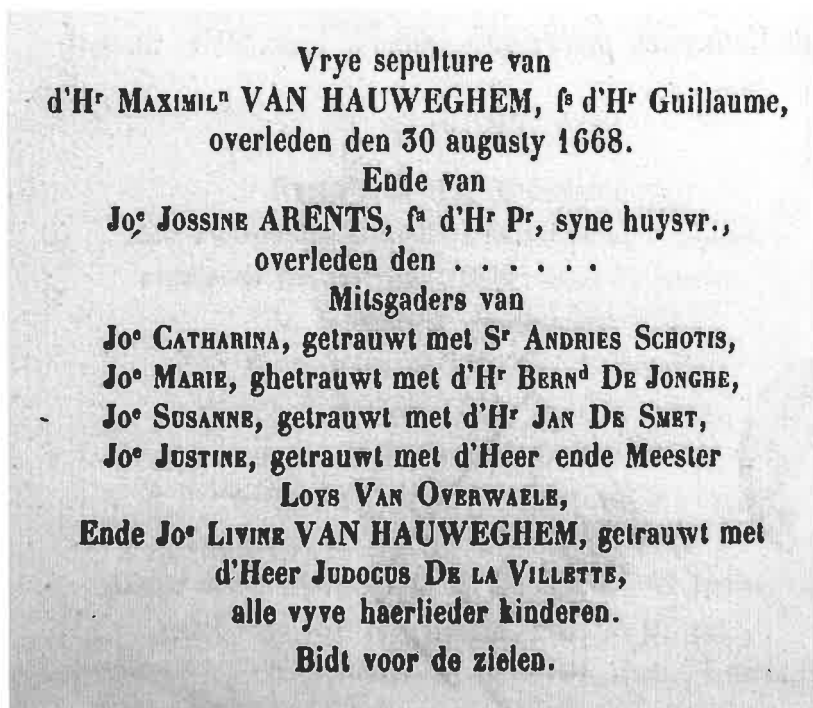 Vrye sepulture van
d'Hr Maximiln VAN HAUWEGHEM, fs d'Hr Guillaume,
overleden den 30 augusty 1668.
Ende van
Joe Jossine ARENTS, fa d'Hr Pr, syne huysvr.,
overleden den . . . . . .
Mitsgaders van
Joe Catharina, getrauwt met Sr Andries Schotis,
Joe Marie, ghetrauwt met d'Hr Bernd De Jonghe,
Joe Susanne, getrauwt met d'Hr Jan De Smet,
Joe Justine, getrauwt met d'Heer ende Meester
Loys Van Overwaele,
Ende Joe Livine VAN HAUWEGHEM, getrauwt met
d'Heer Judocus De la Villette,
alle vyve haerlieder kinderen.
Bidt voor de zielen.